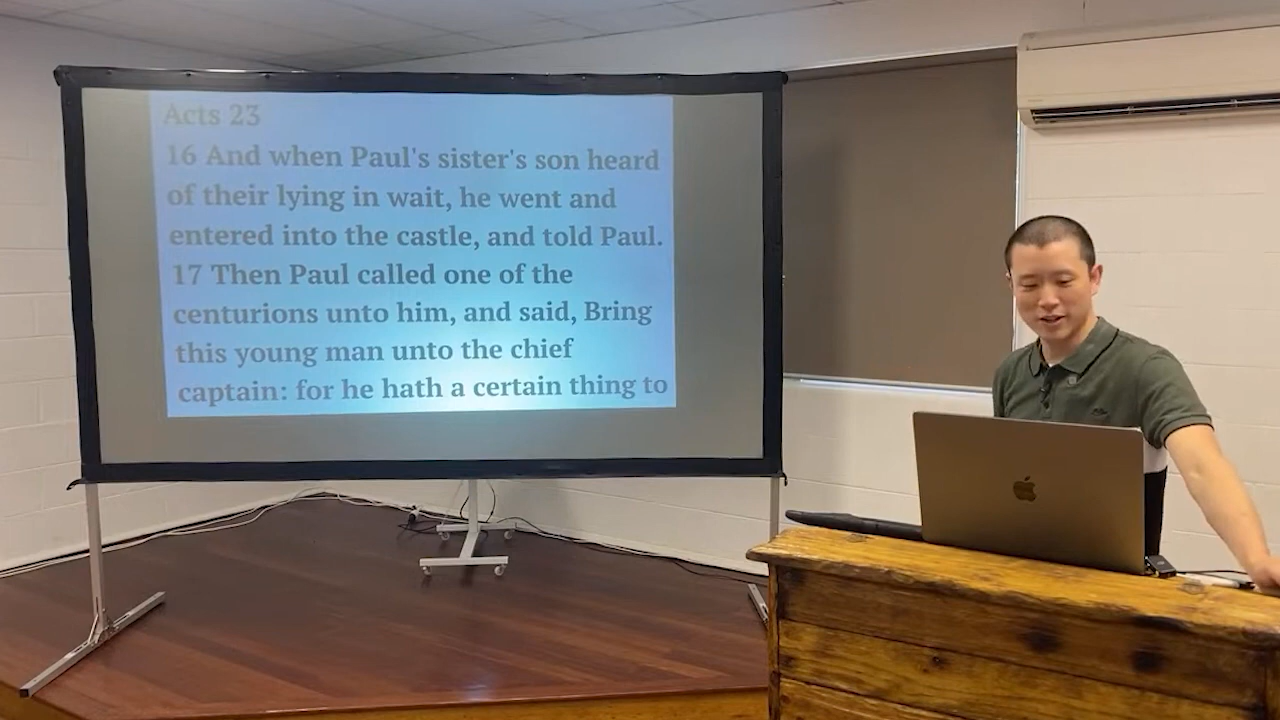 Acts 23
16 And when Paul's sister's son heard
of their lying in wait, he went and
entered into the castle, and told Paul.
17 Then Paul called one of the
centurions unto him, and said, Bring
this young man unto the chief
captain: for he hath a certain thing to